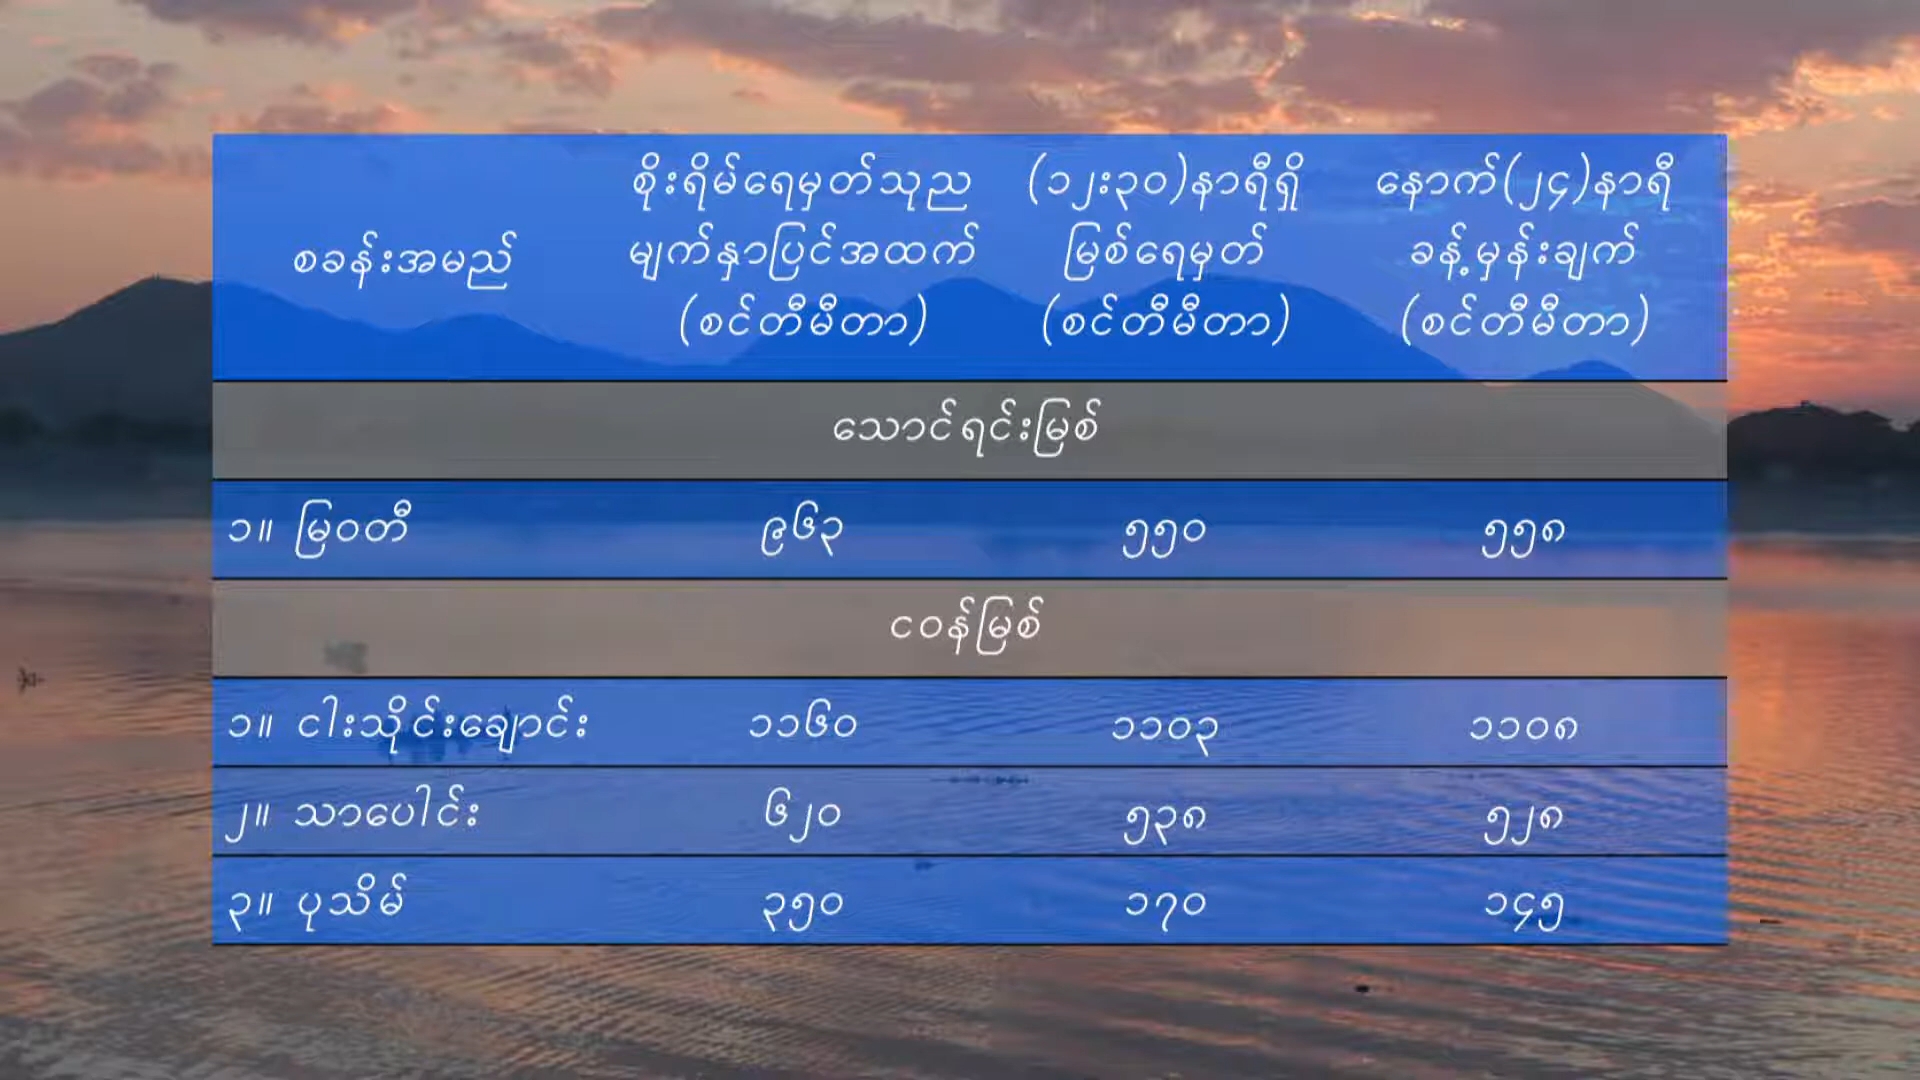 စခန်းအမည်
စိုးရိမ်ရေမှတ်သုည
မျက်နှာပြင်အထက်
(စင်တီမီတာ)
(၁၂း၃၀)နာရီရှိ
မြစ်ရေမှတ်
(စင်တီမီတာ)
နောက်(၂၄)နာရီ
ခန့်မှန်းချက်
(စင်တီမီတာ)
သောင်ရင်းမြစ်
၁။ မြဝတီ ၉၆၃ ၅၅၀ ၅၅၈
ငဝန်မြစ်
၁။ ငါးသိုင်းချောင်း ၁၁၆၀ ၁၁၀၃ ၁၁၀၈
၂။ သာပေါင်း ၆၂၀ ၅၃၈ ၅၂၈
၃။ ပုသိမ် ၃၅၀ ၁၇၀ ၁၄၅